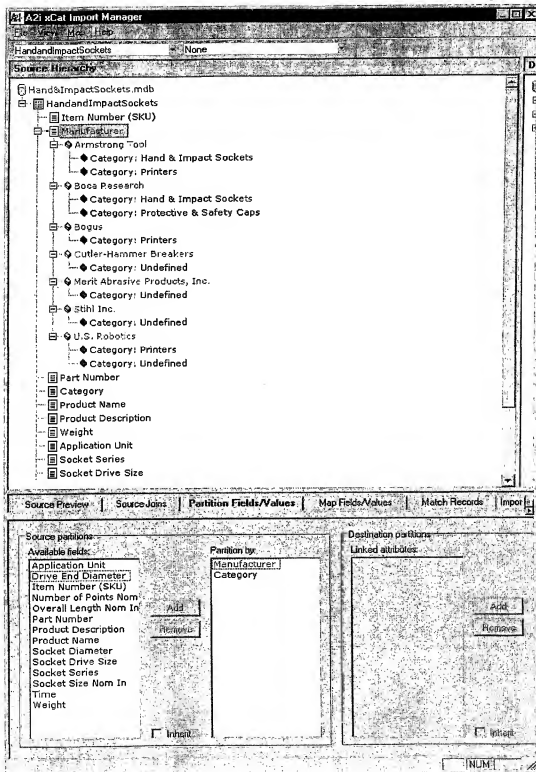 A2i xCat Import Manager
File View Map Help
HandandImpactSockets None
Source Hierarchy D
Hand&ImpactSockets.mdb
HandandImpactSockets
Item Number (SKU)
Manufacturer
Armstrong Tool
Category: Hand & Impact Sockets
Category: Printers
Boca Research
Category: Hand & Impact Sockets
Category: Protective & Safety Caps
Bogus
Category: Printers
Cutler-Hammer Breakers
Category: Undefined
Merit Abrasive Products, Inc.
Category: Undefined
Stihl Inc.
Category: Undefined
U.S. Robotics
Category: Printers
Category: Undefined
Part Number
Category
Product Name
Product Description
Weight
Application Unit
Socket Series
Socket Drive Size
Source Preview Source Joins Partition Fields/Values Map Fields/Values Match Records Impor
Source partitions
Available fields:
Application Unit
Drive End Diameter
Item Number (SKU)
Number of Points Nom
Overall Length Nom In
Part Number
Product Description
Product Name
Socket Diameter
Socket Drive Size
Socket Series
Socket Size Nom In
Time
Weight
Add
Remove
Inherit
Partition by:
Manufacturer
Category
Destination partitions
Linked attributes:
Add
Remove
Inherit
NUM